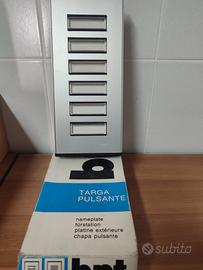 TARGA
PULSANTE
nameplate
türstation
platine extérieure
chapa pulsante
bpt
subito